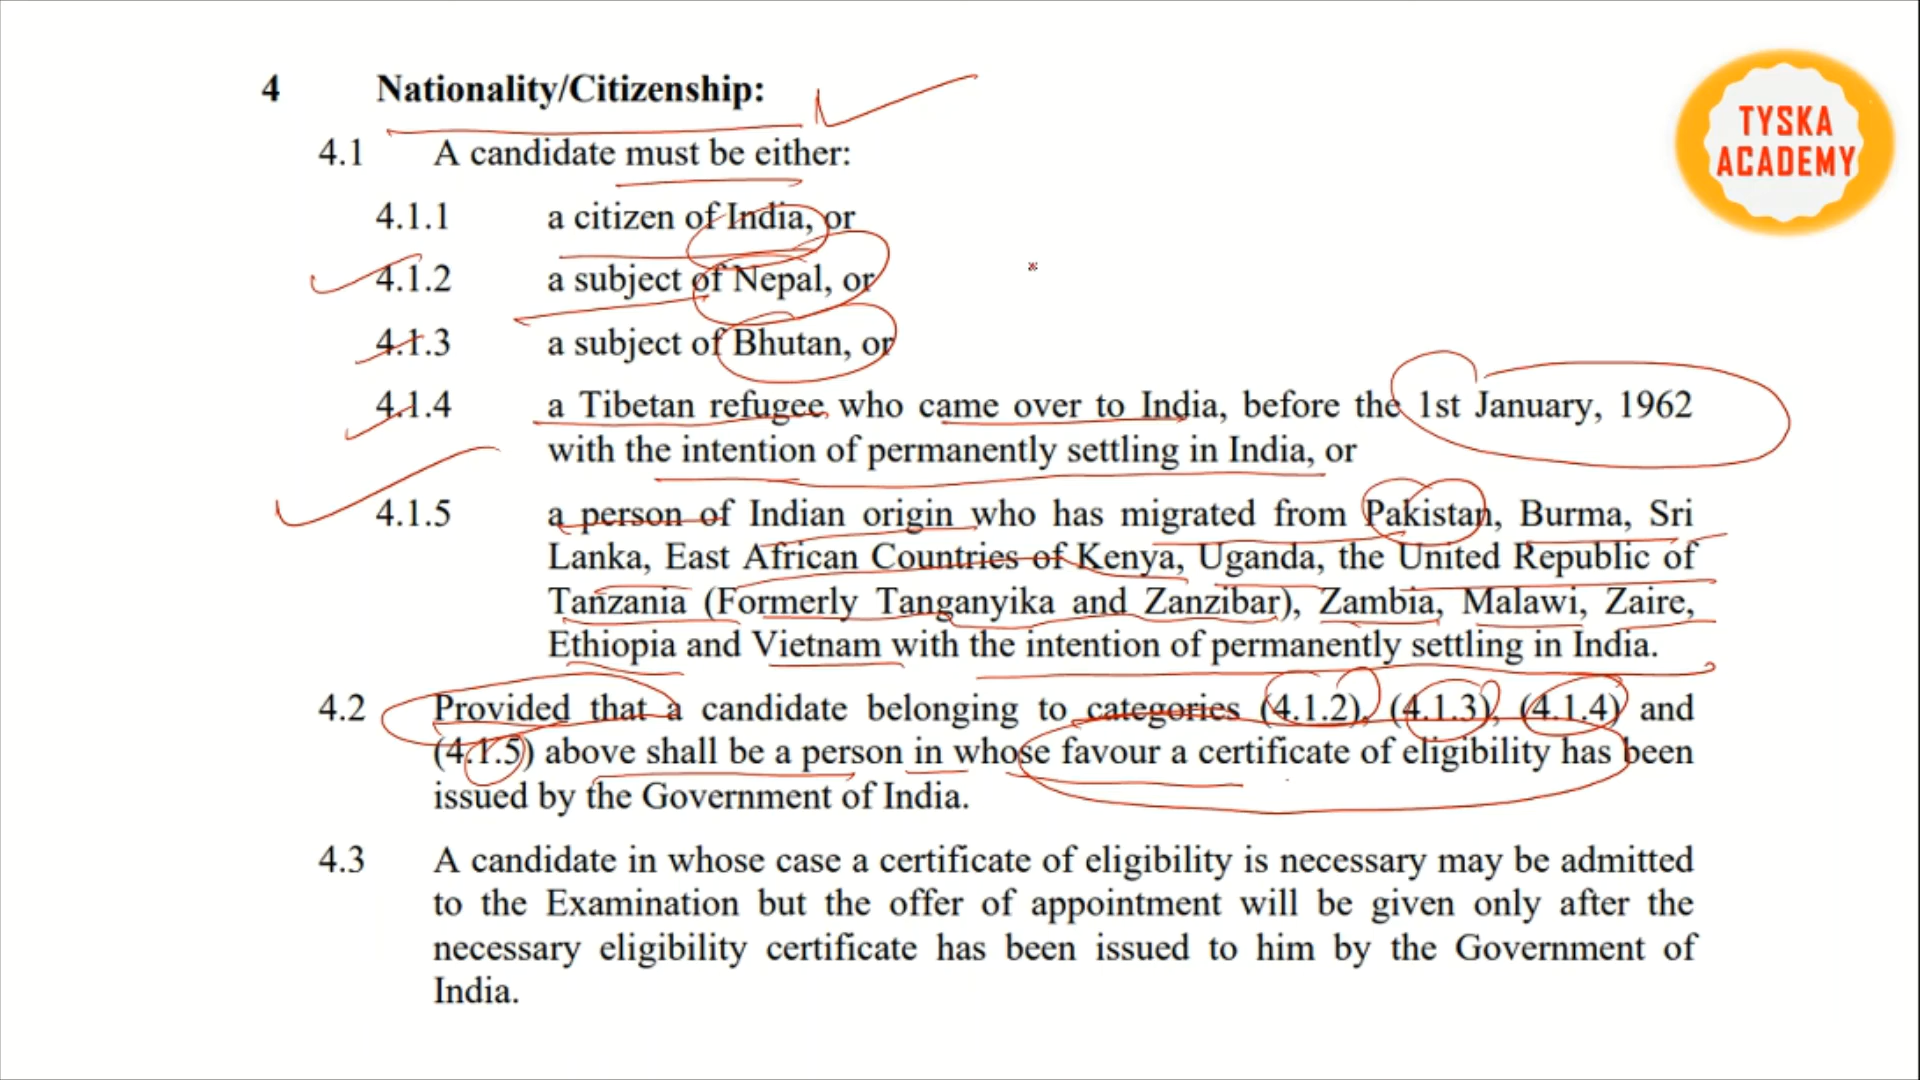 TYSKA
ACADEMY
4 Nationality/Citizenship:
4.1 A candidate must be either:
4.1.1 a citizen of India, or
4.1.2 a subject of Nepal, or
4.1.3 a subject of Bhutan, or
4.1.4 a Tibetan refugee who came over to India, before the 1st January, 1962
with the intention of permanently settling in India, or
4.1.5 a person of Indian origin who has migrated from Pakistan, Burma, Sri
Lanka, East African Countries of Kenya, Uganda, the United Republic of
Tanzania (Formerly Tanganyika and Zanzibar), Zambia, Malawi, Zaire,
Ethiopia and Vietnam with the intention of permanently settling in India.
4.2 Provided that a candidate belonging to categories (4.1.2), (4.1.3), (4.1.4) and
(4.1.5) above shall be a person in whose favour a certificate of eligibility has been
issued by the Government of India.
4.3 A candidate in whose case a certificate of eligibility is necessary may be admitted
to the Examination but the offer of appointment will be given only after the
necessary eligibility certificate has been issued to him by the Government of
India.